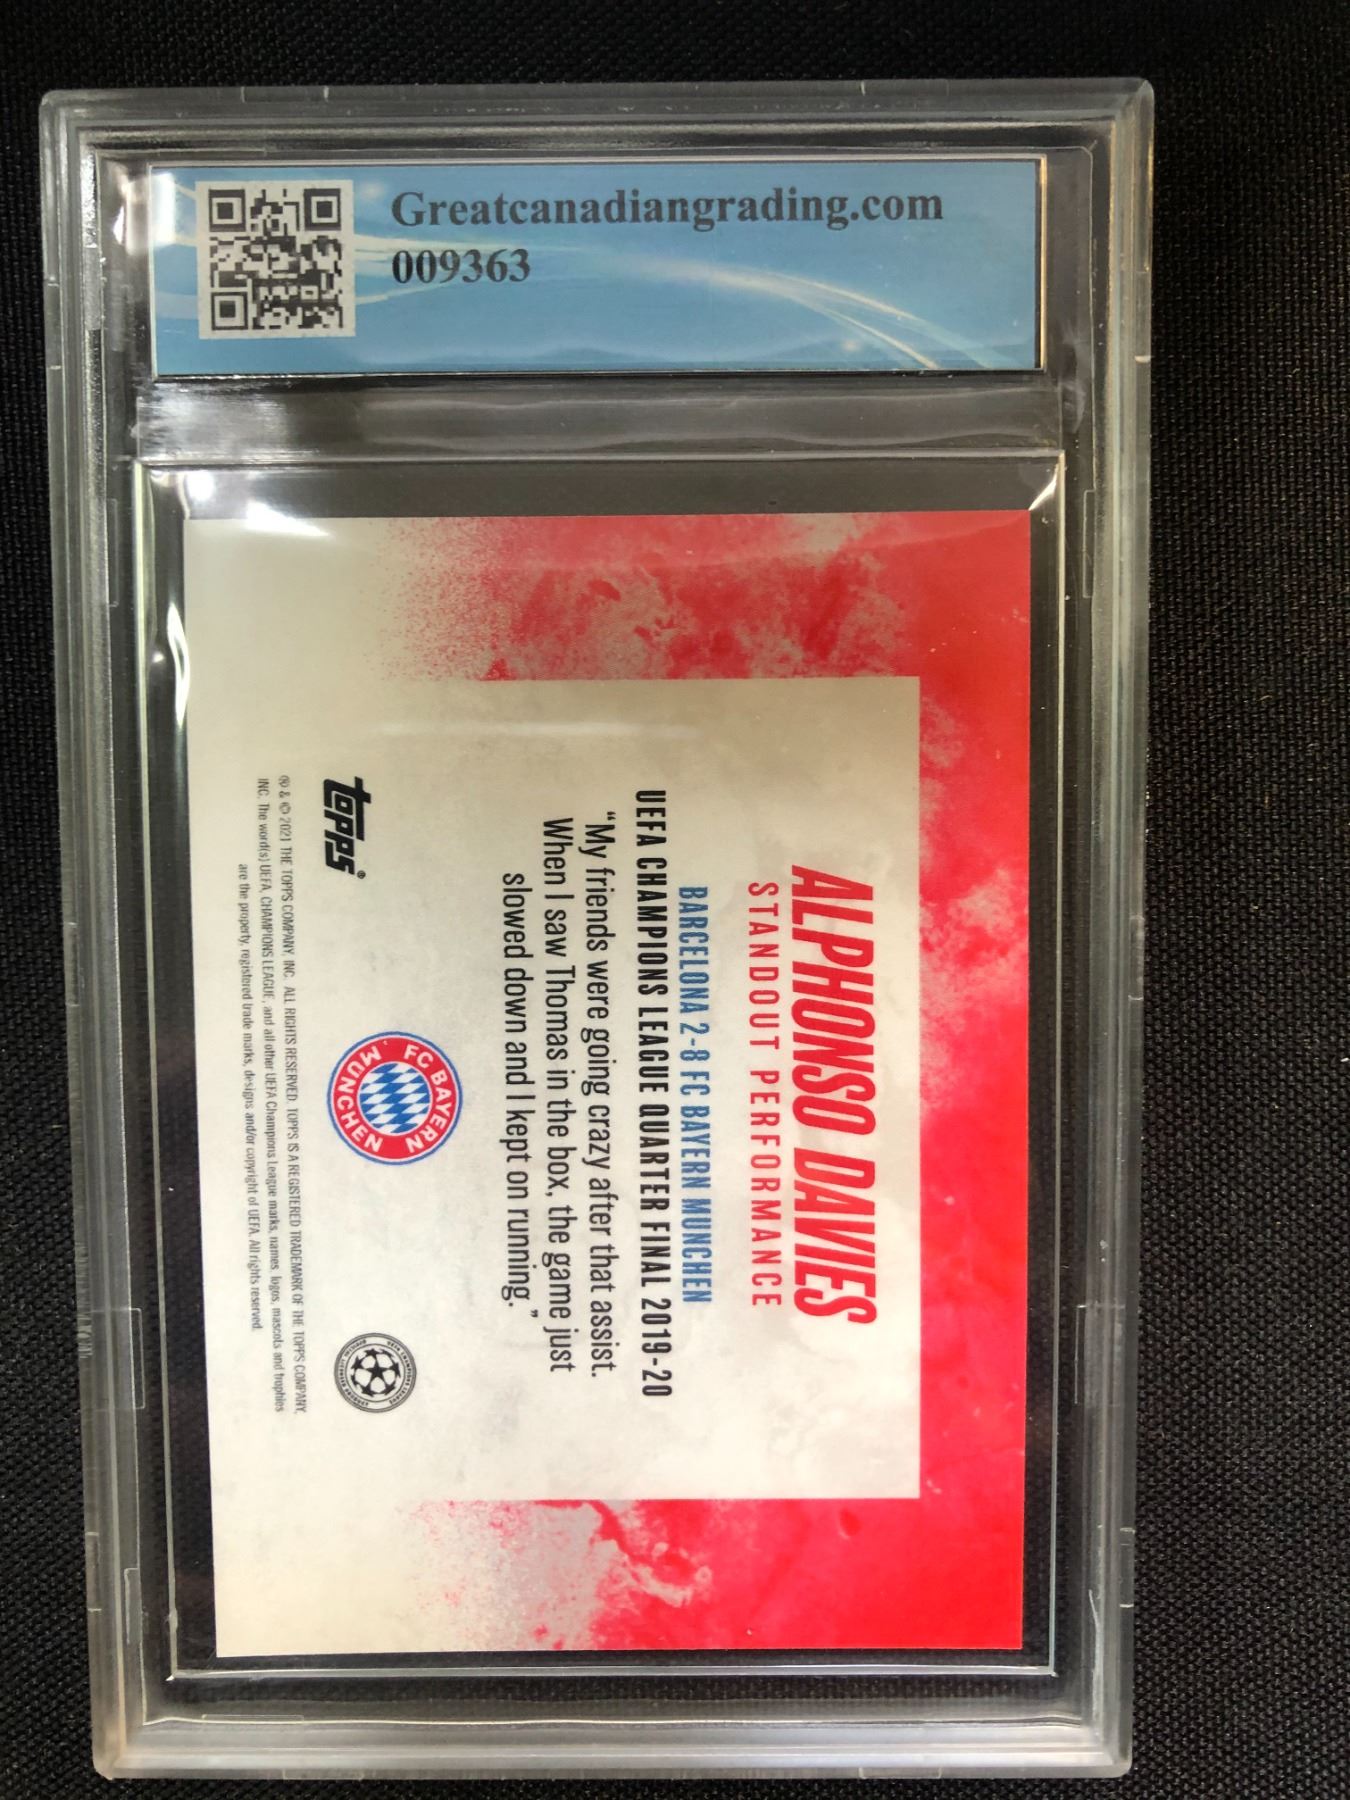 Greatcanadiangrading.com
009363
ALPHONSO DAVIES
STANDOUT PERFORMANCE
BARCELONA 2-8 FC BAYERN MUNCHEN
UEFA CHAMPIONS LEAGUE QUARTER FINAL 2019-20
“My friends were going crazy after that assist.
When I saw Thomas in the box, the game just
slowed down and I kept on running.”
topps®
FC BAYERN
MÜNCHEN
® & © 2021 THE TOPPS COMPANY, INC. ALL RIGHTS RESERVED. TOPPS IS A REGISTERED TRADEMARK OF THE TOPPS COMPANY,
INC. The word(s) UEFA, CHAMPIONS LEAGUE, and all other UEFA Champions League marks, names, logos, mascots and trophies
are the property, registered trade marks, designs and/or copyright of UEFA. All rights reserved.